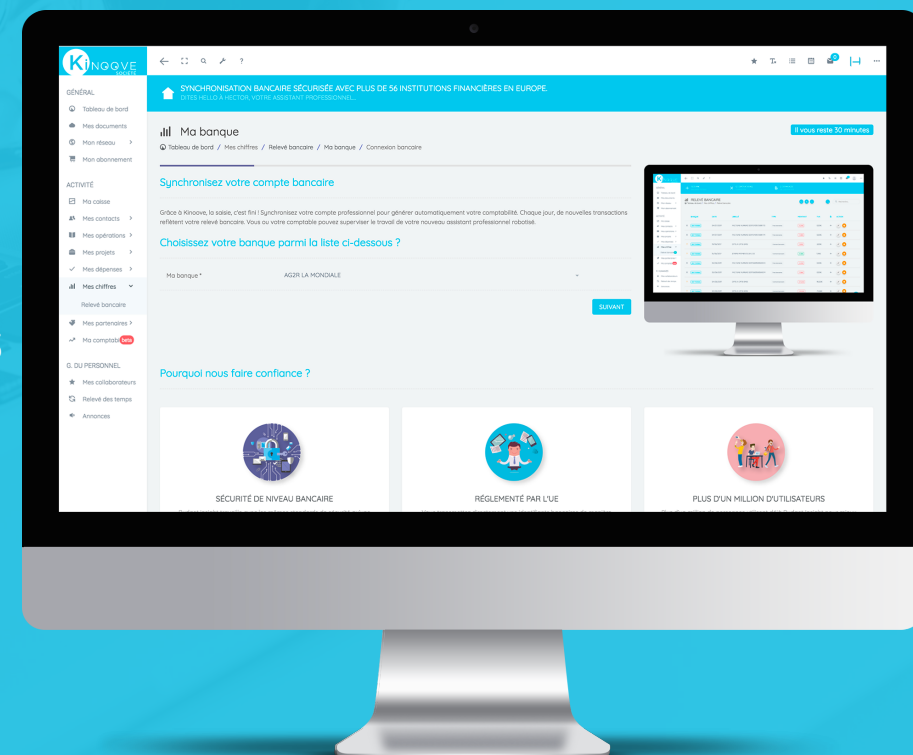 KiNOOVE
SOCIÉTÉ
?
0
SYNCHRONISATION BANCAIRE SÉCURISÉE AVEC PLUS DE 56 INSTITUTIONS FINANCIÈRES EN EUROPE.
DITES HELLO À HECTOR, VOTRE ASSISTANT PROFESSIONNEL...
GÉNÉRAL
Tableau de bord
Mes documents
Mon réseau >
Mon abonnement
ACTIVITÉ
Ma caisse
Mes contacts >
Mes opérations >
Mes projets >
Mes dépenses >
Mes chiffres
Relevé bancaire
Mes partenaires >
Ma comptabi beta
G. DU PERSONNEL
Mes collaborateurs
Relevé des temps
Annonces
Ma banque
Il vous reste 30 minutes
Tableau de bord / Mes chiffres / Relevé bancaire / Ma banque / Connexion bancaire
Synchronisez votre compte bancaire
Grâce à Kinoove, la saisie, c'est fini ! Synchronisez votre compte professionnel pour générer automatiquement votre comptabilité. Chaque jour, de nouvelles transactions
reflètent votre relevé bancaire. Vous ou votre comptable pouvez superviser le travail de votre nouveau assistant professionnel robotisé.
Choisissez votre banque parmi la liste ci-dessous ?
Ma banque * AG2R LA MONDIALE
SUIVANT
RELEVÉ BANCAIRE
Pourquoi nous faire confiance ?
SÉCURITÉ DE NIVEAU BANCAIRE
RÉGLEMENTÉ PAR L'UE
PLUS D'UN MILLION D'UTILISATEURS